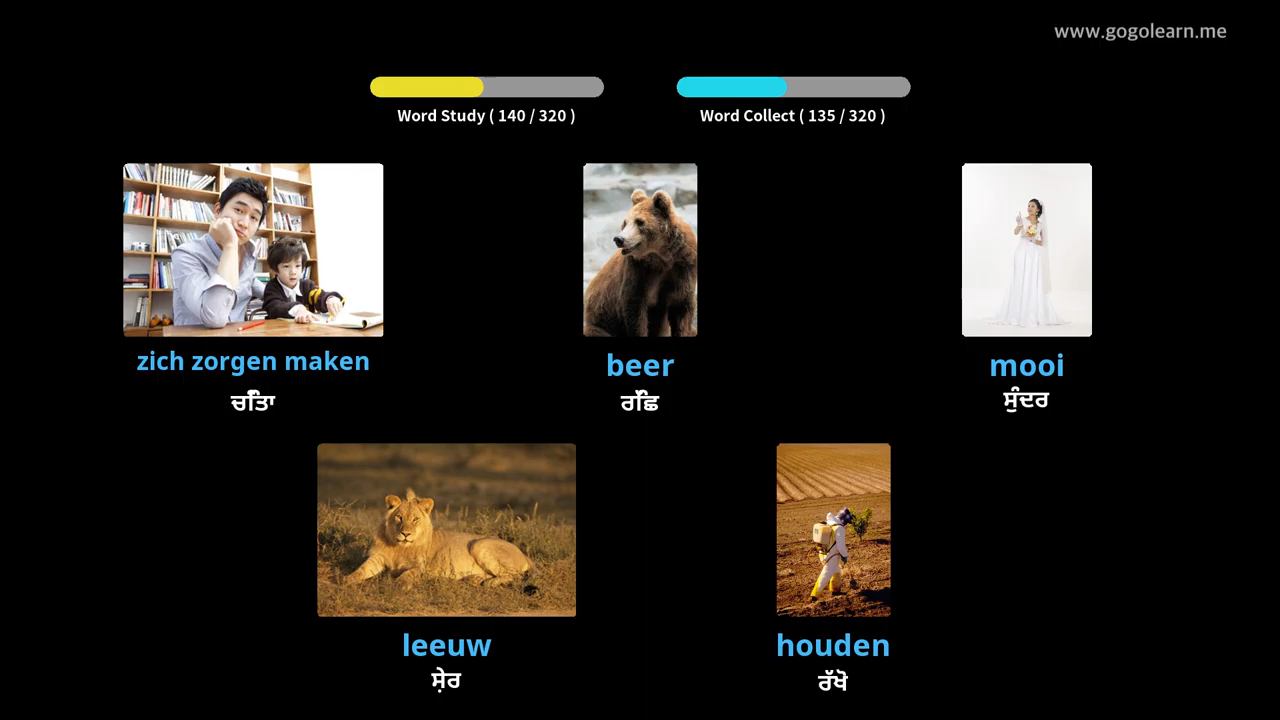 www.gogolearn.me
Word Study ( 140 / 320 )
Word Collect ( 135 / 320 )
zich zorgen maken
ਚਿੰਤਾ
beer
ਰਿੱਛ
mooi
ਸੁੰਦਰ
leeuw
ਸ਼ੇਰ
houden
ਰੱਖੋ